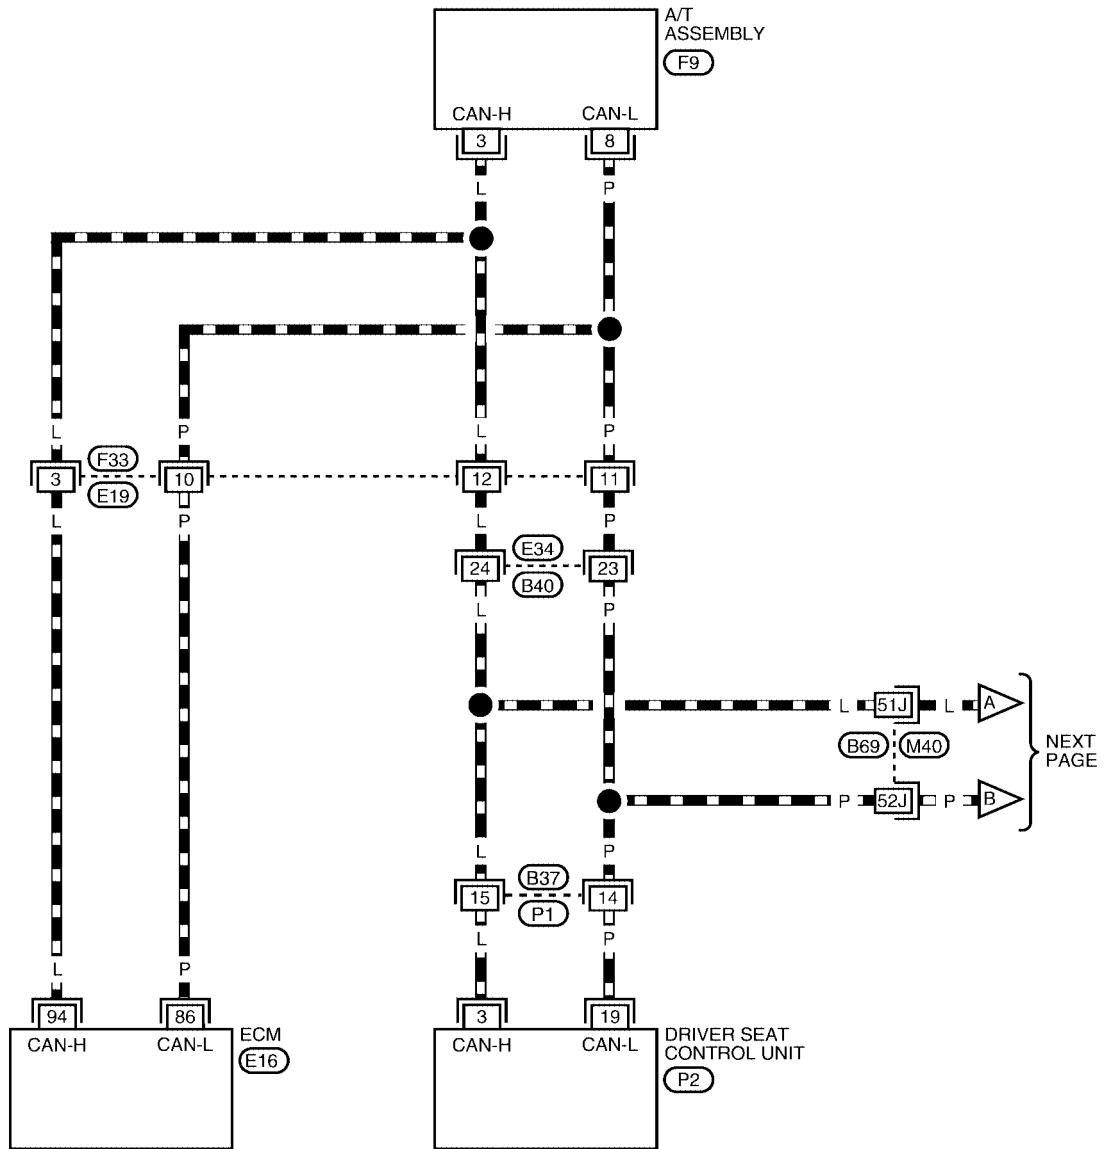 A/T
ASSEMBLY
F9
CAN-H CAN-L
3 8
L P
L P L P
F33
3 10 12 11
E19
L P L P
E34
24 23
B40
L P
L 51J L A
B69 M40
NEXT
PAGE
P 52J P B
L P
B37
15 14
P1
L P
L P
94 86 3 19
ECM
CAN-H CAN-L
E16
DRIVER SEAT
CONTROL UNIT
CAN-H CAN-L
P2